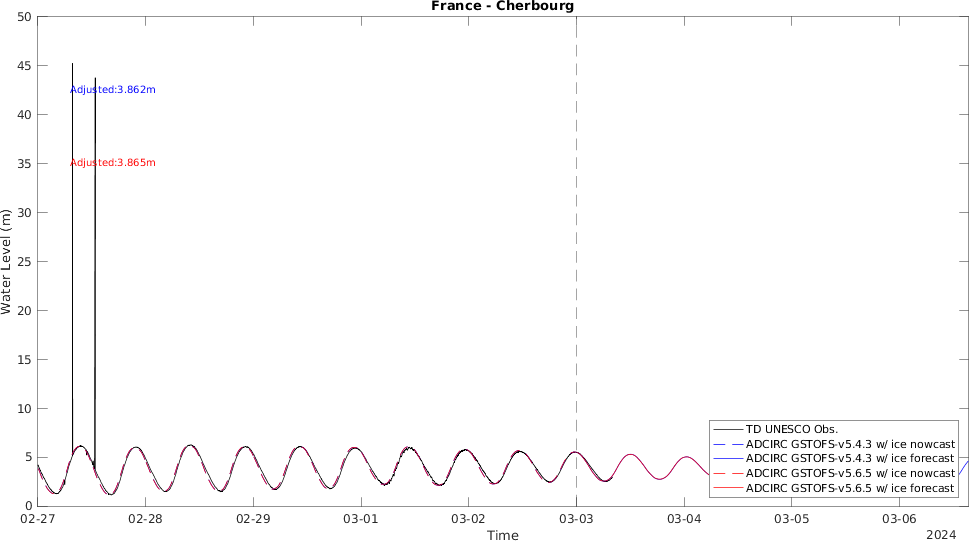 France - Cherbourg
Water Level (m)
50
45
40
35
30
25
20
15
10
5
0
Adjusted:3.862m
Adjusted:3.865m
TD UNESCO Obs.
ADCIRC GSTOFS-v5.4.3 w/ ice nowcast
ADCIRC GSTOFS-v5.4.3 w/ ice forecast
ADCIRC GSTOFS-v5.6.5 w/ ice nowcast
ADCIRC GSTOFS-v5.6.5 w/ ice forecast
02-27 02-28 02-29 03-01 03-02 03-03 03-04 03-05 03-06
Time
2024